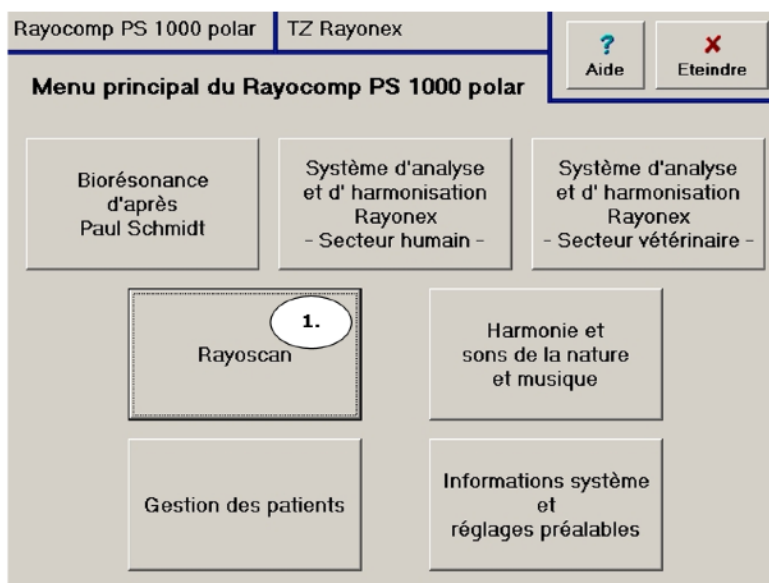 Rayocomp PS 1000 polar
TZ Rayonex
?
Aide
Eteindre
Menu principal du Rayocomp PS 1000 polar
Biorésonance
d'après
Paul Schmidt
Système d'analyse
et d' harmonisation
Rayonex
- Secteur humain -
Système d'analyse
et d' harmonisation
Rayonex
- Secteur vétérinaire -
1.
Rayoscan
Harmonie et
sons de la nature
et musique
Gestion des patients
Informations système
et
réglages préalables